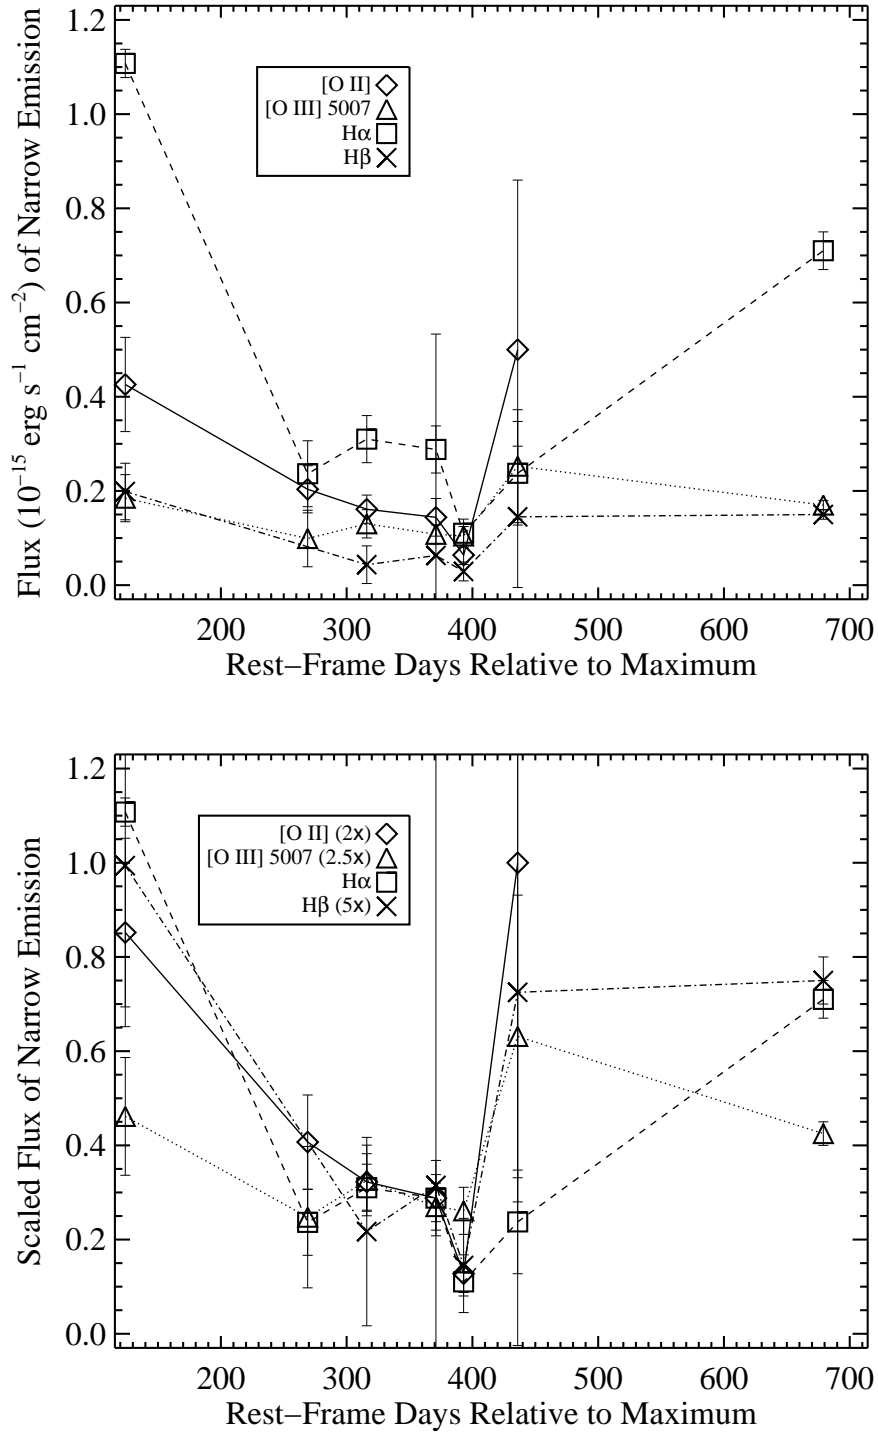 Flux (10−15 erg s−1 cm−2) of Narrow Emission
1.2
1.0
0.8
0.6
0.4
0.2
0.0
[O II]
[O III] 5007
Hα
Hβ
200 300 400 500 600 700
Rest−Frame Days Relative to Maximum
Scaled Flux of Narrow Emission
1.2
1.0
0.8
0.6
0.4
0.2
0.0
[O II] (2x)
[O III] 5007 (2.5x)
Hα
Hβ (5x)
200 300 400 500 600 700
Rest−Frame Days Relative to Maximum